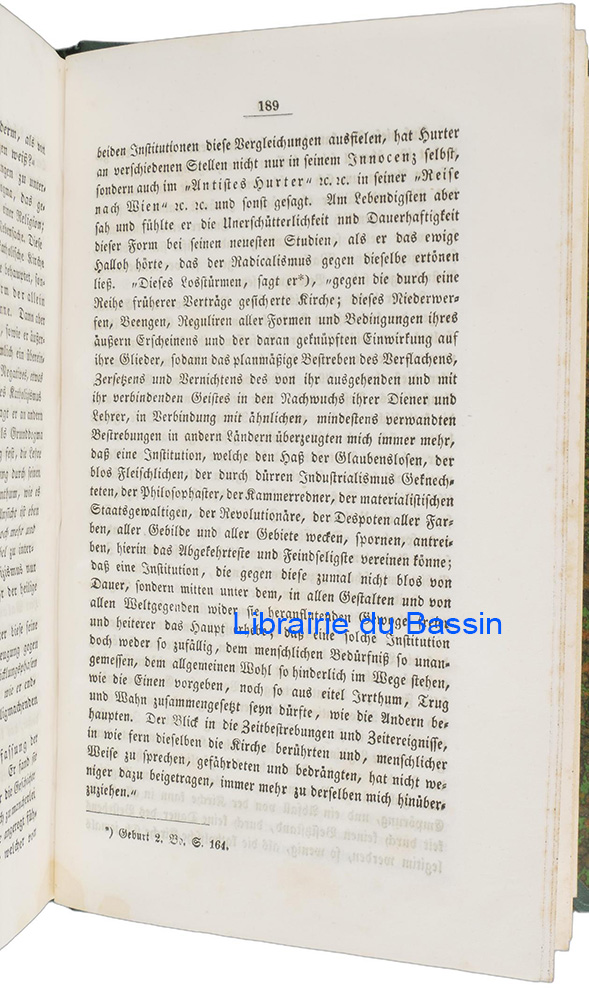 189
beiden Institutionen diese Vergleichungen ausfielen, hat Hurter
an verschiedenen Stellen nicht nur in seinem Innocenz selbst,
sondern auch im „Antistes Hurter“ ꝛc. ꝛc. in seiner „Reise
nach Wien“ ꝛc. ꝛc. und sonst gesagt. Am Lebendigsten aber
sah und fühlte er die Unerschütterlichkeit nnd Dauerhaftigkeit
dieser Form bei seinen neuesten Studien, als er das ewige
Halloh hörte, das der Radicalismus gegen dieselbe ertönen
ließ. „Dieses Losstürmen, sagt er*), „gegen die durch eine
Reihe früherer Verträge gesicherte Kirche; dieses Niederwer-
fen, Beengen, Reguliren aller Formen und Bedingungen ihres
äußern Erscheinens und der daran geknüpften Einwirkung auf
ihre Glieder, sodann das planmäßige Bestreben des Verflachens,
Zersetzens und Vernichtens des von ihr ausgehenden und mit
ihr verbindenden Geistes in den Nachwuchs ihrer Diener und
Lehrer, in Verbindung mit ähnlichen, mindestens verwandten
Bestrebungen in andern Ländern überzeugten mich immer mehr,
daß eine Institution, welche den Haß der Glaubenslosen, der
blos Fleischlichen, der durch dürren Industrialismus Geknech-
teten, der Philosophaster, der Kammerredner, der materialistischen
Staatsgewaltigen, der Revolutionäre, der Despoten aller Far-
ben, aller Gebilde und aller Gebiete wecken, spornen, antrei-
ben, hierin das Abgekehrteste und Feindseligste vereinen könne;
daß eine Institution, die gegen diese zumal nicht blos von
Dauer, sondern mitten unter dem, in allen Gestalten und von
allen Weltgegenden wider sie heraufflutenden
und heiterer das Haupt erhebe, daß eine solche Institution
Librairie du Bassin
doch weder so zufällig, dem menschlichen Bedürfniß so unan-
gemessen, dem allgemeinen Wohl so hinderlich im Wege stehen,
wie die Einen vorgeben, noch so aus eitel Irrthum, Trug
und Wahn zusammengesetzt seyn dürfte, wie die Andern be-
haupten. Der Blick in die Zeitbestrebungen und Zeitereignisse,
in wie fern dieselben die Kirche berührten und, menschlicher
Weise zu sprechen, gefährdeten und bedrängten, hat nicht we-
niger dazu beigetragen, immer mehr zu derselben mich hinüber-
zuziehen.“
*) Geburt 2. Bd. S. 164.